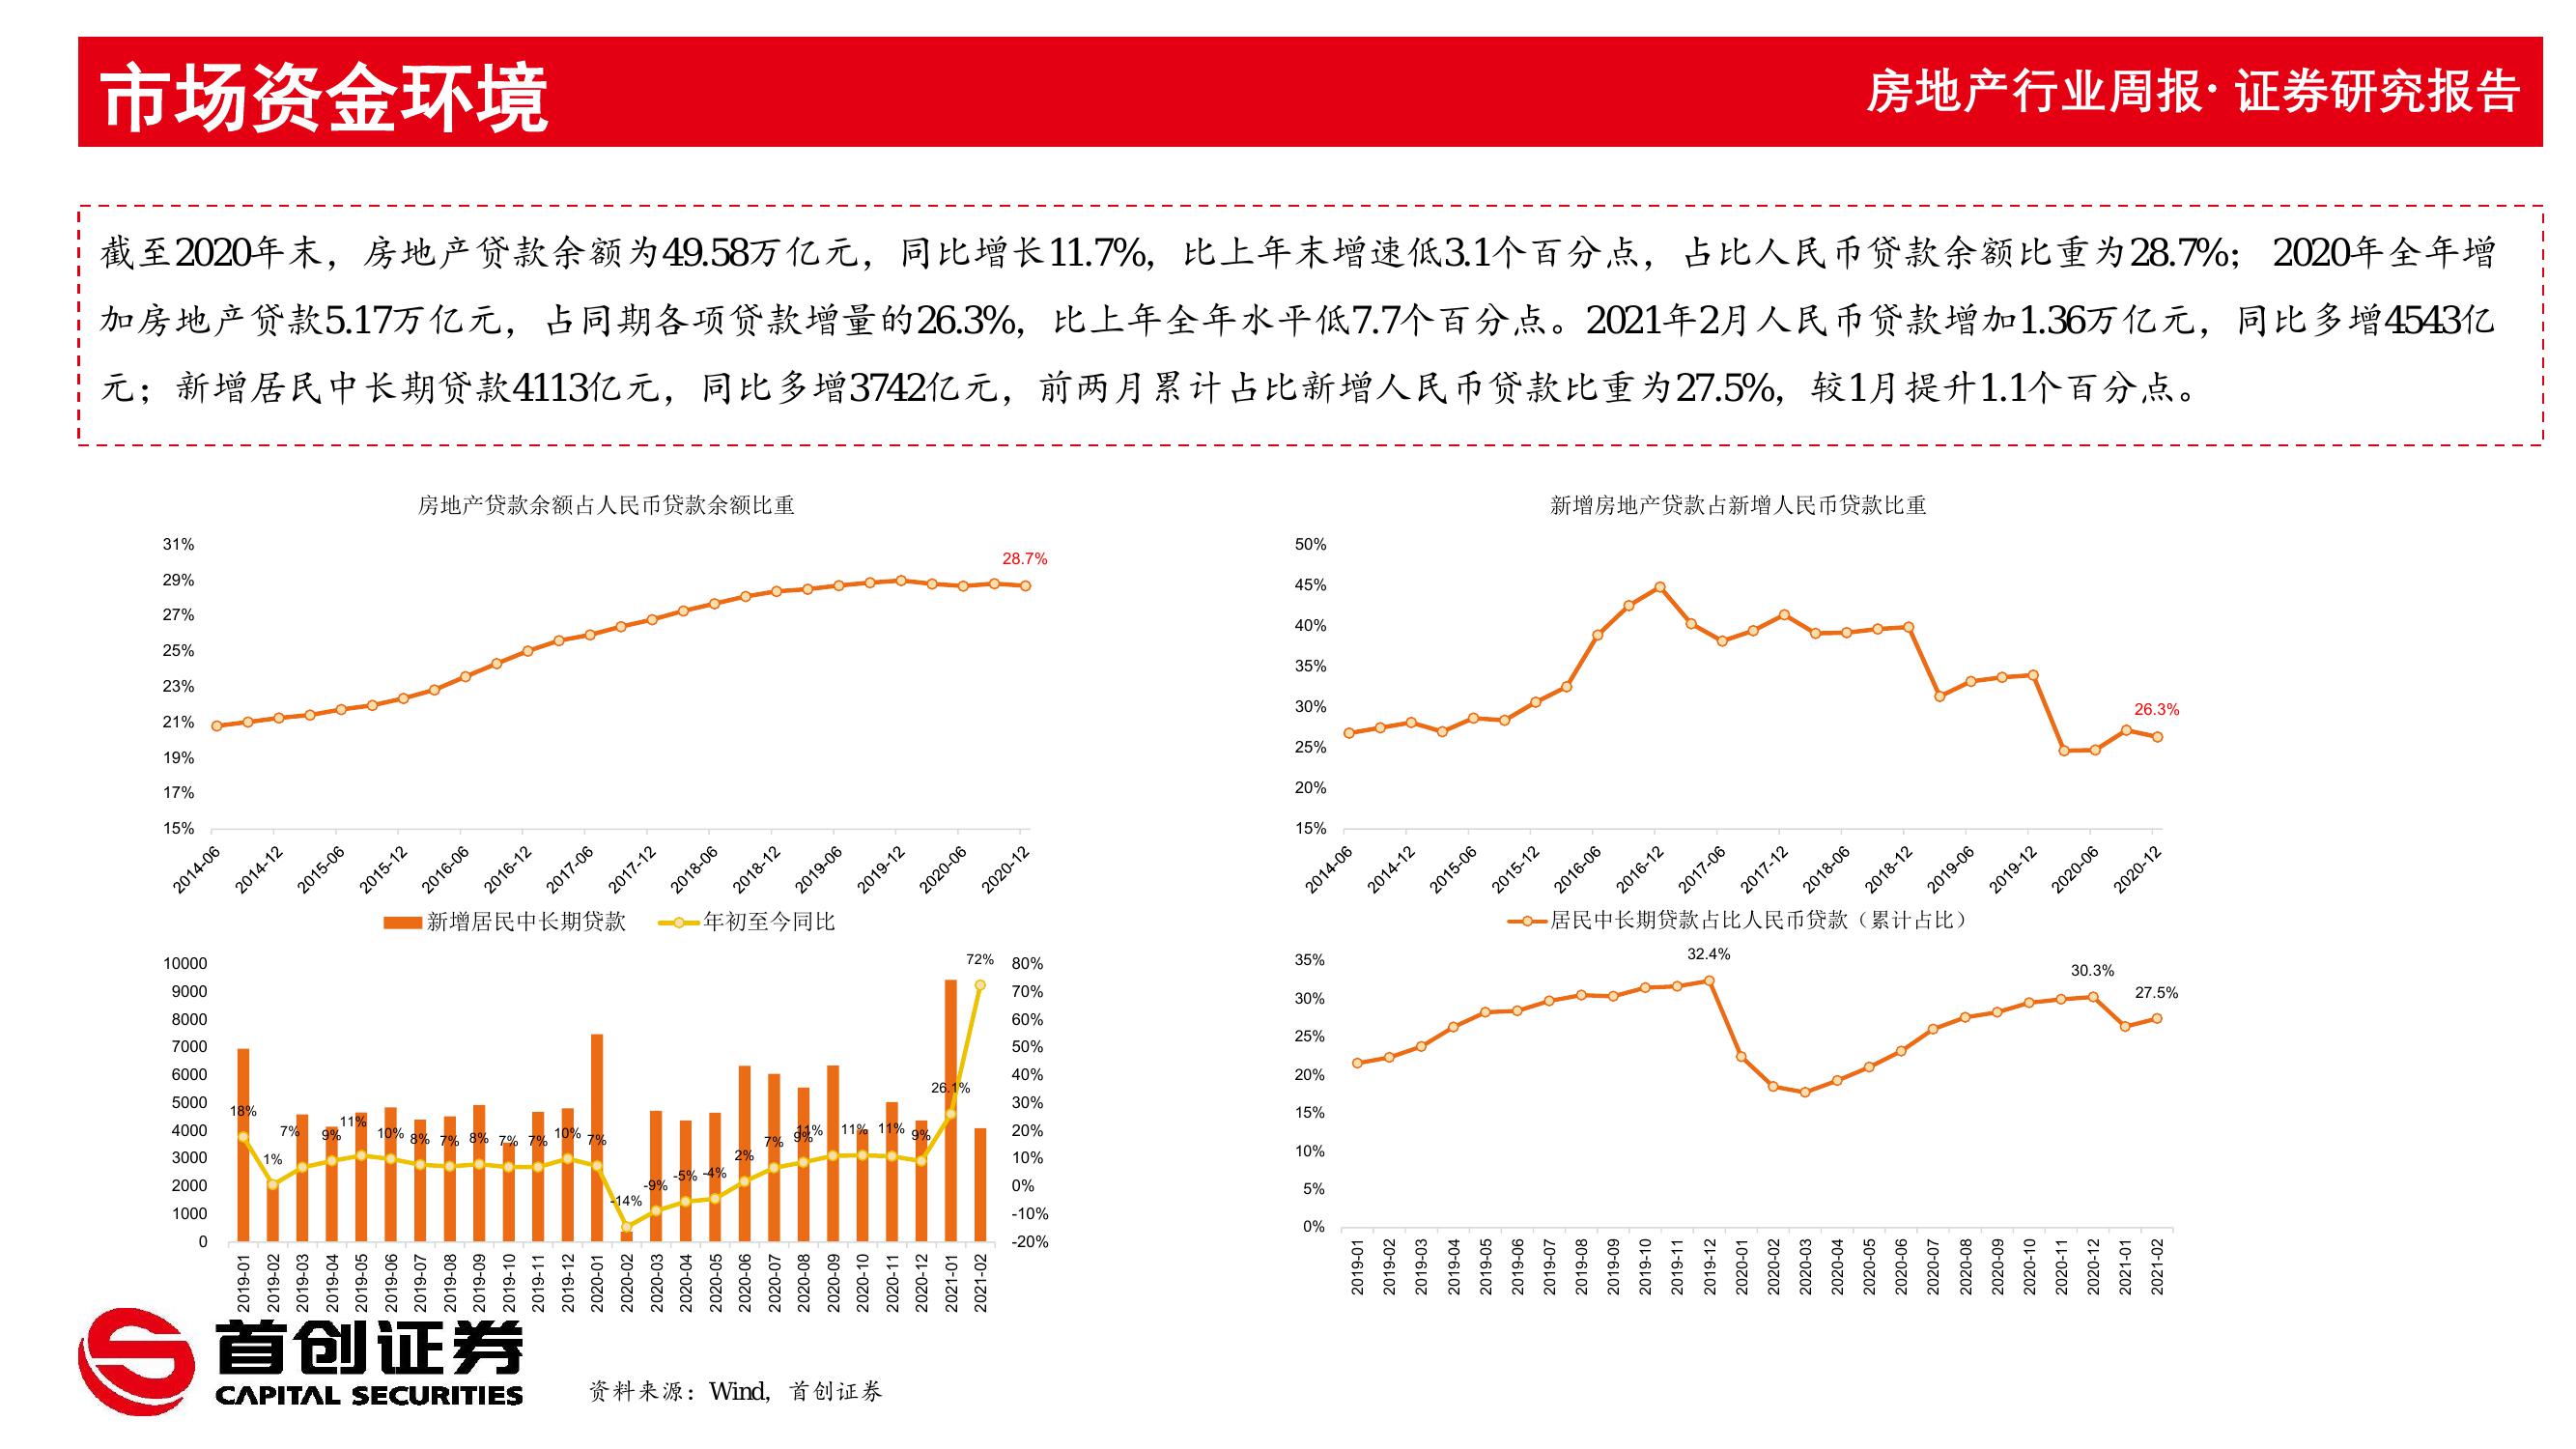 市场资金环境
房地产行业周报· 证券研究报告
截至2020年末，房地产贷款余额为49.58万亿元，同比增长11.7%，比上年末增速低3.1个百分点，占比人民币贷款余额比重为28.7%； 2020年全年增
加房地产贷款5.17万亿元，占同期各项贷款增量的26.3%，比上年全年水平低7.7个百分点。2021年2月人民币贷款增加1.36万亿元，同比多增4543亿
元；新增居民中长期贷款4113亿元，同比多增3742亿元，前两月累计占比新增人民币贷款比重为27.5%，较1月提升1.1个百分点。
房地产贷款余额占人民币贷款余额比重
31%
29%
27%
25%
23%
21%
19%
17%
15%
28.7%
2014-06 2014-12 2015-06 2015-12 2016-06 2016-12 2017-06 2017-12 2018-06 2018-12 2019-06 2019-12 2020-06 2020-12
新增房地产贷款占新增人民币贷款比重
50%
45%
40%
35%
30%
25%
20%
15%
26.3%
2014-06 2014-12 2015-06 2015-12 2016-06 2016-12 2017-06 2017-12 2018-06 2018-12 2019-06 2019-12 2020-06 2020-12
新增居民中长期贷款 年初至今同比
10000
9000
8000
7000
6000
5000
4000
3000
2000
1000
0
18% 1% 7% 9% 11% 10% 8% 7% 8% 7% 7% 10% 7% -14% -9% -5% -4% 2% 7% 9% 11% 11% 11% 9% 26.1% 72%
80%
70%
60%
50%
40%
30%
20%
10%
0%
-10%
-20%
2019-01 2019-02 2019-03 2019-04 2019-05 2019-06 2019-07 2019-08 2019-09 2019-10 2019-11 2019-12 2020-01 2020-02 2020-03 2020-04 2020-05 2020-06 2020-07 2020-08 2020-09 2020-10 2020-11 2020-12 2021-01 2021-02
居民中长期贷款占比人民币贷款（累计占比）
35%
30%
25%
20%
15%
10%
5%
0%
32.4% 30.3% 27.5%
2019-01 2019-02 2019-03 2019-04 2019-05 2019-06 2019-07 2019-08 2019-09 2019-10 2019-11 2019-12 2020-01 2020-02 2020-03 2020-04 2020-05 2020-06 2020-07 2020-08 2020-09 2020-10 2020-11 2020-12 2021-01 2021-02
首创证券
CAPITAL SECURITIES
资料来源：Wind，首创证券